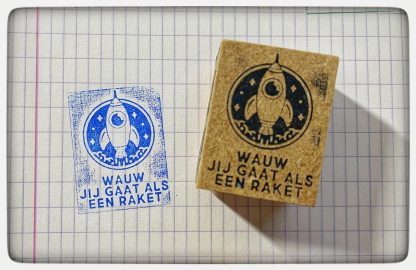 WAUW
JIJ GAAT ALS
EEN RAKET
WAUW
JIJ GAAT ALS
EEN RAKET